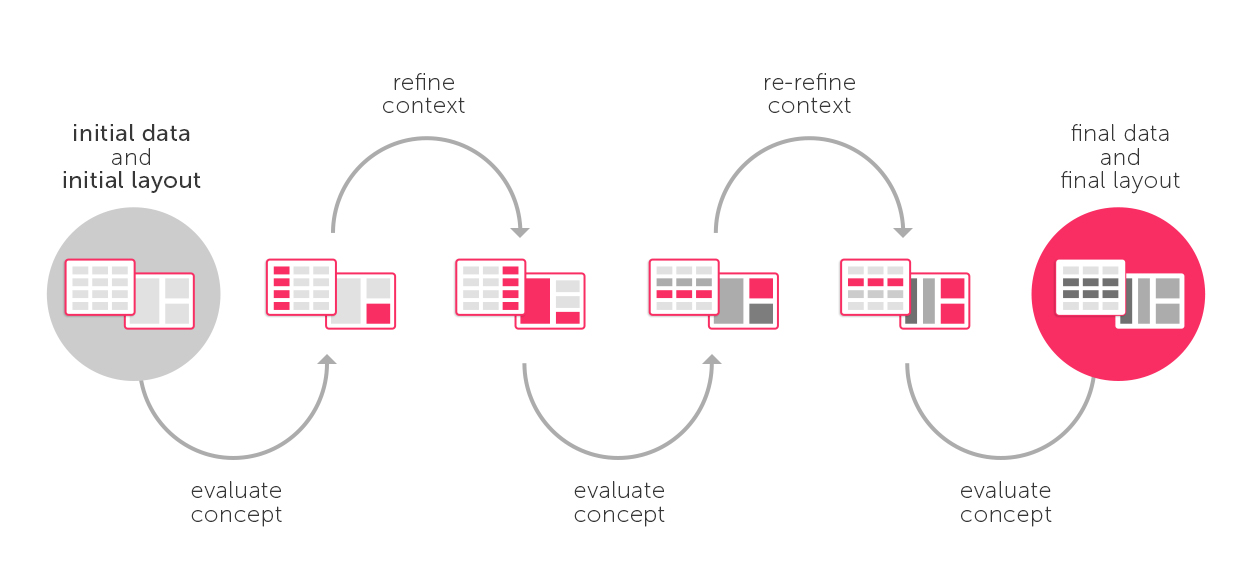 refine
context
re-refine
context
initial data
and
initial layout
final data
and
final layout
evaluate
concept
evaluate
concept
evaluate
concept